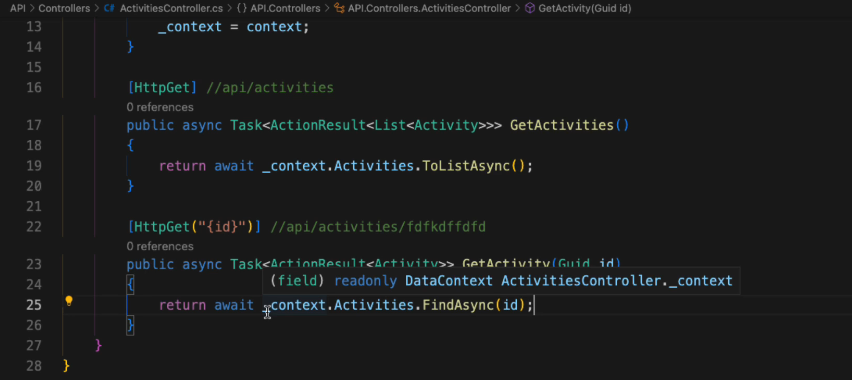 API > Controllers > C# ActivitiesController.cs > {} API.Controllers > API.Controllers.ActivitiesController > GetActivity(Guid id)
13 _context = context;
14 }
15
16 [HttpGet] //api/activities
0 references
17 public async Task<ActionResult<List<Activity>>> GetActivities()
18 {
19 return await _context.Activities.ToListAsync();
20 }
21
22 [HttpGet("{id}")] //api/activities/fdfkdffdfd
0 references
23 public async Task<ActionResult<Activity>> GetActivity(Guid id)
(field) readonly DataContext ActivitiesController._context
24 {
25 return await _context.Activities.FindAsync(id);
26 }
27 }
28 }